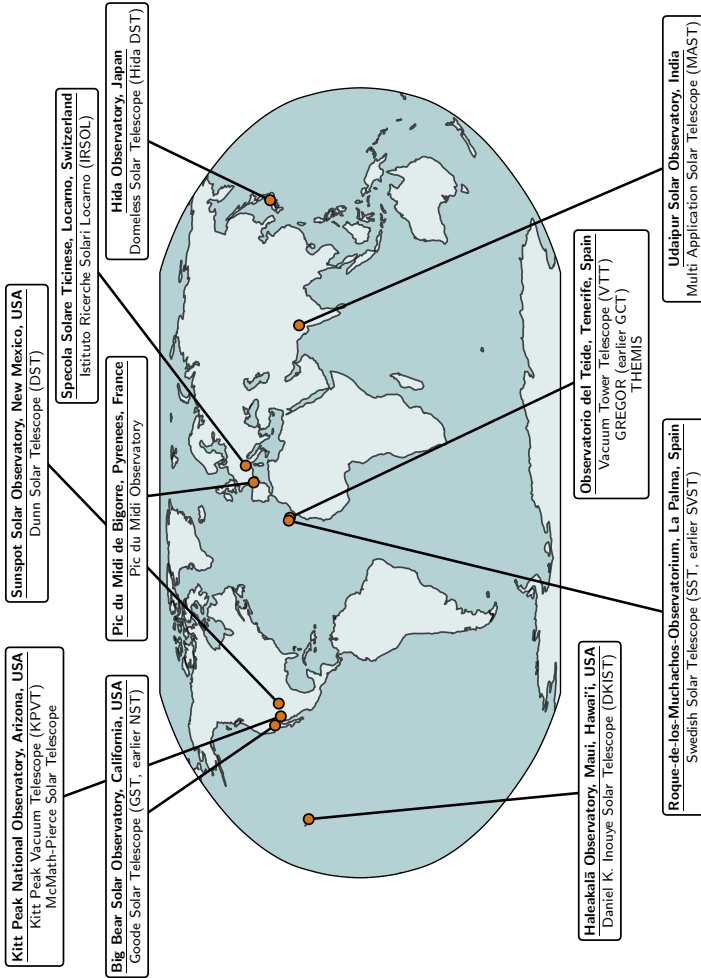 Kitt Peak National Observatory, Arizona, USA
Kitt Peak Vacuum Telescope (KPVT)
McMath-Pierce Solar Telescope
Sunspot Solar Observatory, New Mexico, USA
Dunn Solar Telescope (DST)
Specola Solare Ticinese, Locarno, Switzerland
Istituto Ricerche Solari Locarno (IRSOL)
Big Bear Solar Observatory, California, USA
Goode Solar Telescope (GST, earlier NST)
Pic du Midi de Bigorre, Pyrenees, France
Pic du Midi Observatory
Hida Observatory, Japan
Domeless Solar Telescope (Hida DST)
Haleakalā Observatory, Maui, Hawai'i, USA
Daniel K. Inouye Solar Telescope (DKIST)
Observatorio del Teide, Tenerife, Spain
Vacuum Tower Telescope (VTT)
GREGOR (earlier GCT)
THEMIS
Roque-de-los-Muchachos-Observatorium, La Palma, Spain
Swedish Solar Telescope (SST, earlier SVST)
Udaipur Solar Observatory, India
Multi Application Solar Telescope (MAST)